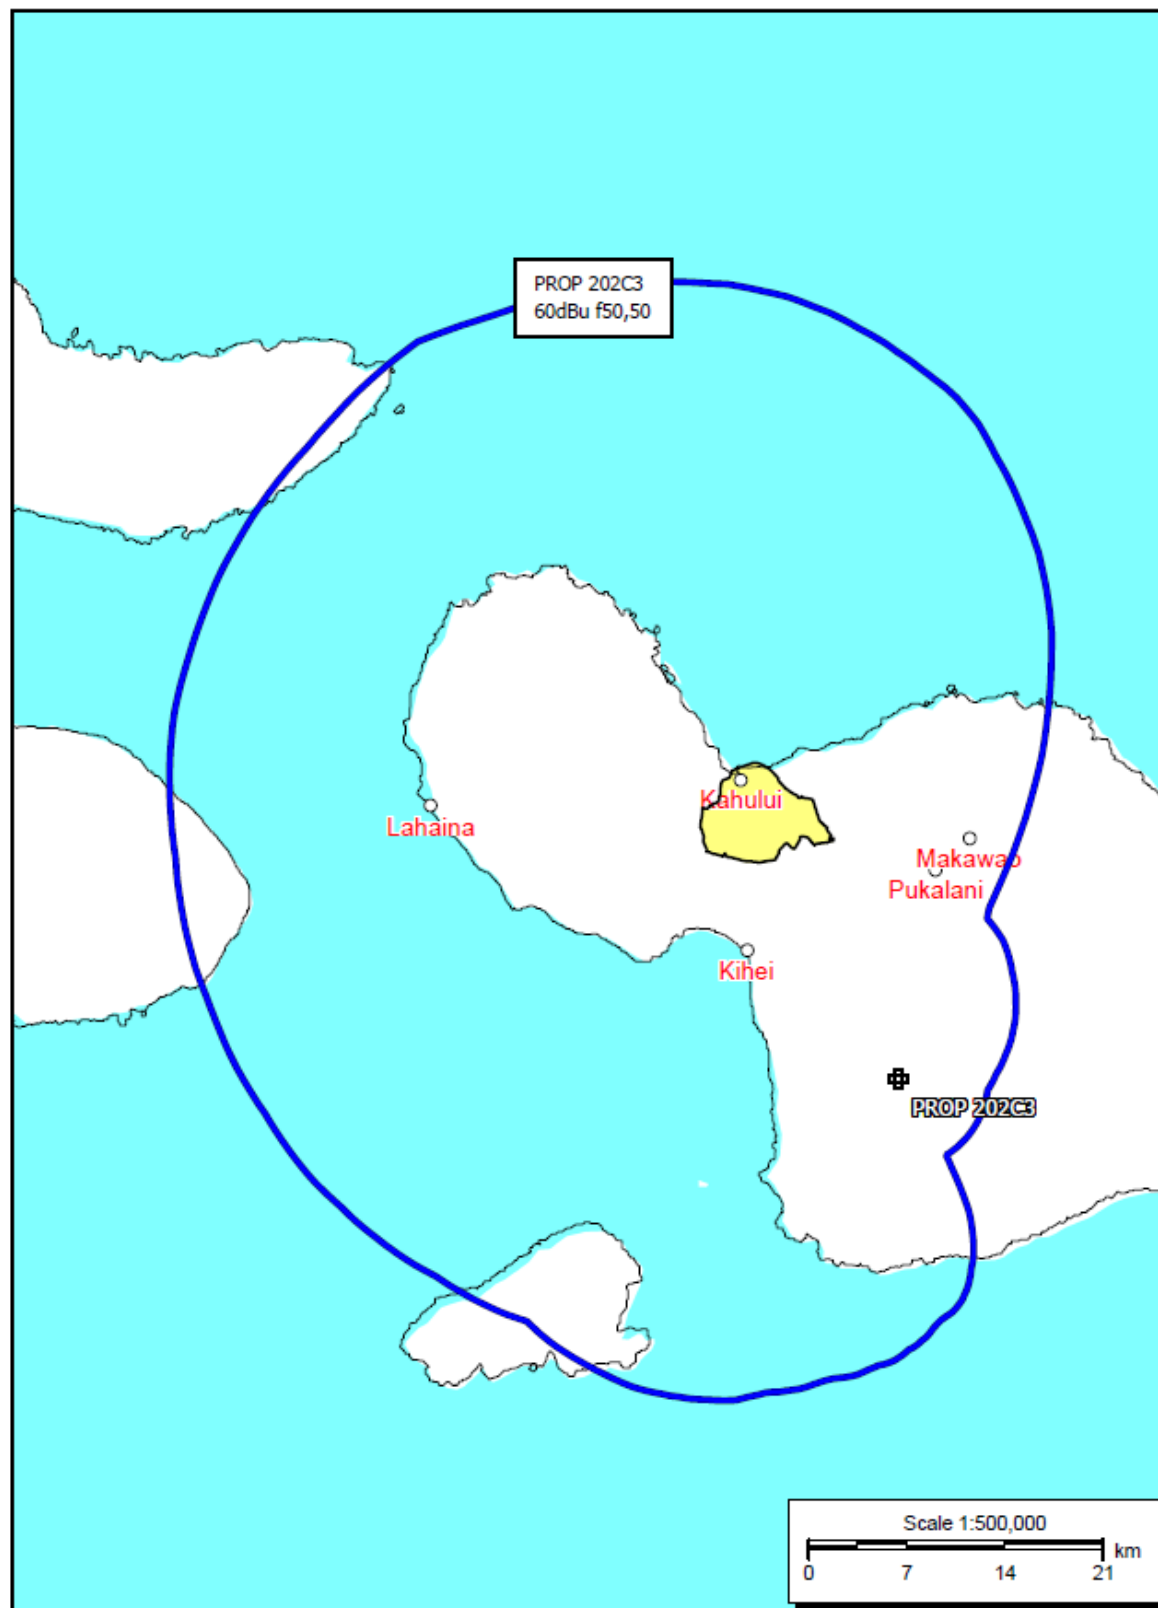 PROP 202C3
60dBu f50,50
Kahului
Lahaina
Makawao
Pukalani
Kihei
PROP 202C3
Scale 1:500,000
km
0 7 14 21